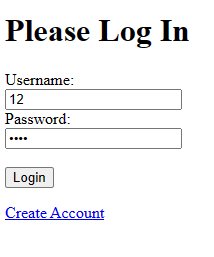 Please Log In
Username:
12
Password:
••••
Login
Create Account